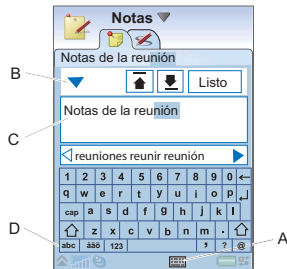 Notas
Notas de la reunión
B
Listo
Notas de la reunión
C
reuniones reunir reunión
1 2 3 4 5 6 7 8 9 0
q w e r t y u i o p
cap a s d f g h j k l
z x c v b n m .
D
abc áäõ 123 , ? @
A